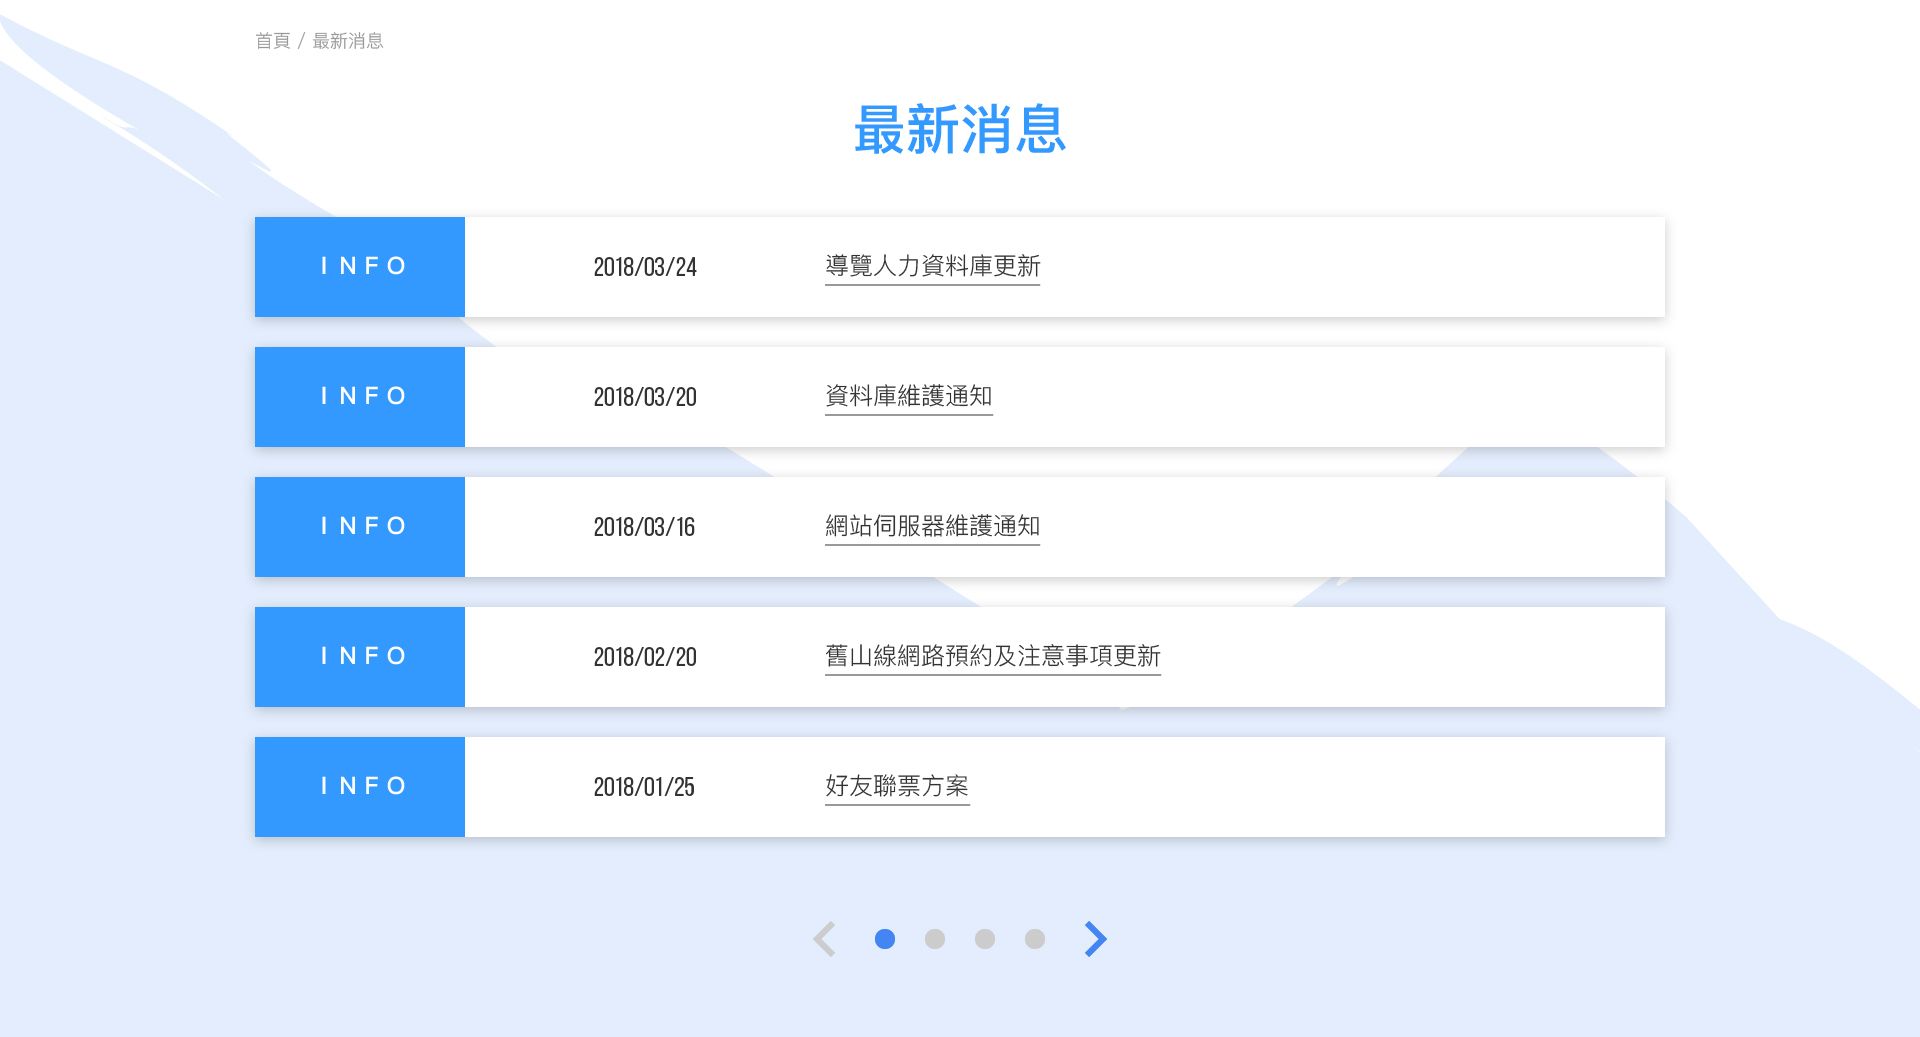 首頁 / 最新消息
最新消息
INFO 2018/03/24 導覽人力資料庫更新
INFO 2018/03/20 資料庫維護通知
INFO 2018/03/16 網站伺服器維護通知
INFO 2018/02/20 舊山線網路預約及注意事項更新
INFO 2018/01/25 好友聯票方案